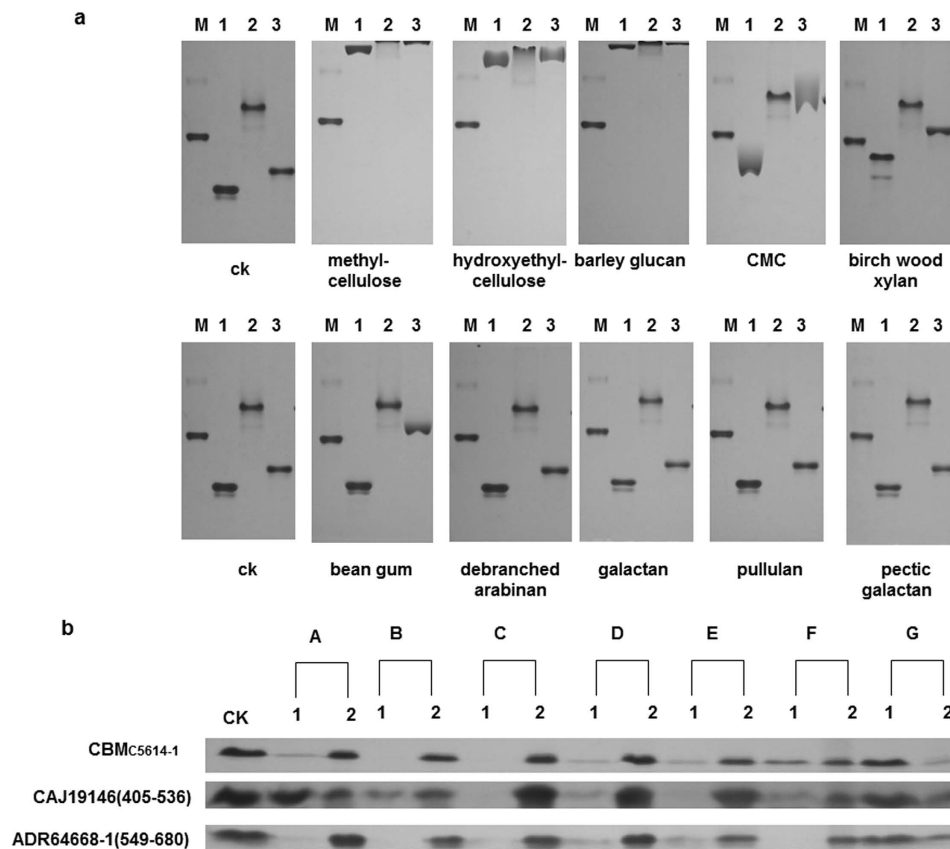 a
M 1 2 3 M 1 2 3 M 1 2 3 M 1 2 3 M 1 2 3 M 1 2 3
ck methyl- hydroxyethyl- barley glucan CMC birch wood
cellulose cellulose xylan
M 1 2 3 M 1 2 3 M 1 2 3 M 1 2 3 M 1 2 3 M 1 2 3
ck bean gum debranched galactan pullulan pectic
arabinan galactan
b
A B C D E F G
CK 1 2 1 2 1 2 1 2 1 2 1 2 1 2
CBMC5614-1
CAJ19146(405-536)
ADR64668-1(549-680)